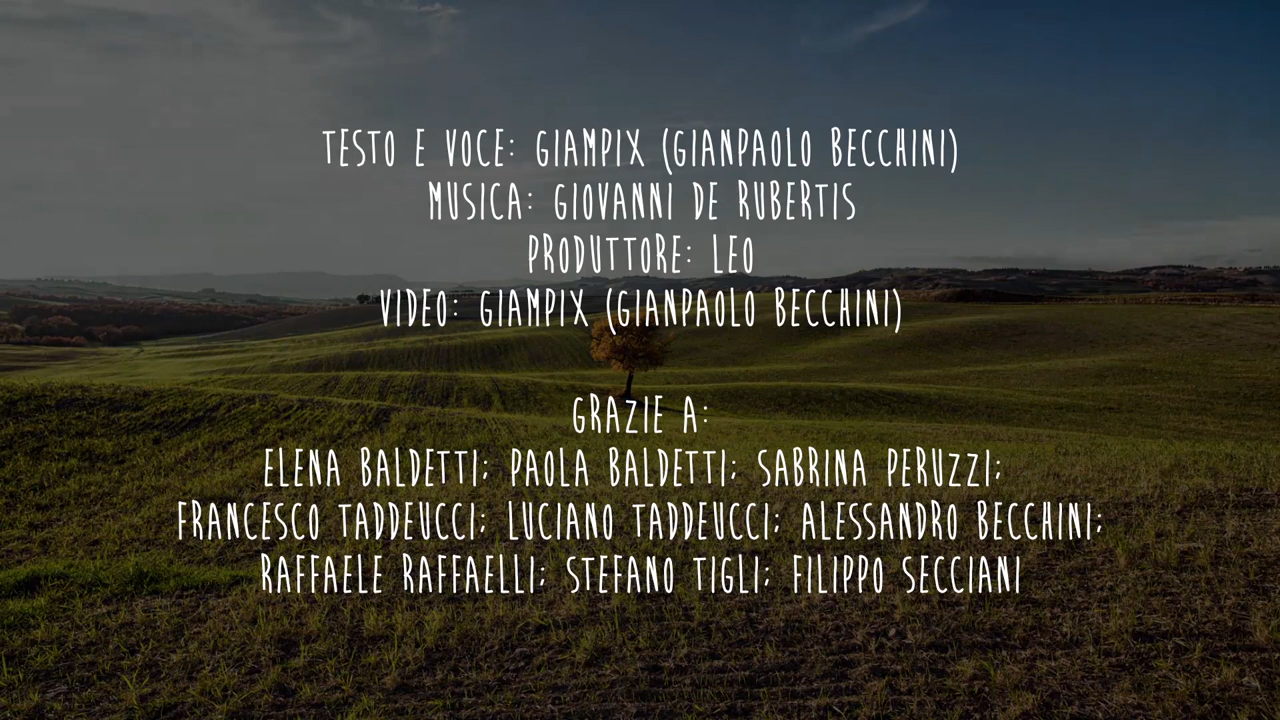 TESTO E VOCE: GIAMPIX (GIANPAOLO BECCHINI)
MUSICA: GIOVANNI DE RUBERTIS
PRODUTTORE: LEO
VIDEO: GIAMPIX (GIANPAOLO BECCHINI)
GRAZIE A:
ELENA BALDETTI; PAOLA BALDETTI; SABRINA PERUZZI;
FRANCESCO TADDEUCCI; LUCIANO TADDEUCCI; ALESSANDRO BECCHINI;
RAFFAELE RAFFAELLI; STEFANO TIGLI; FILIPPO SECCIANI